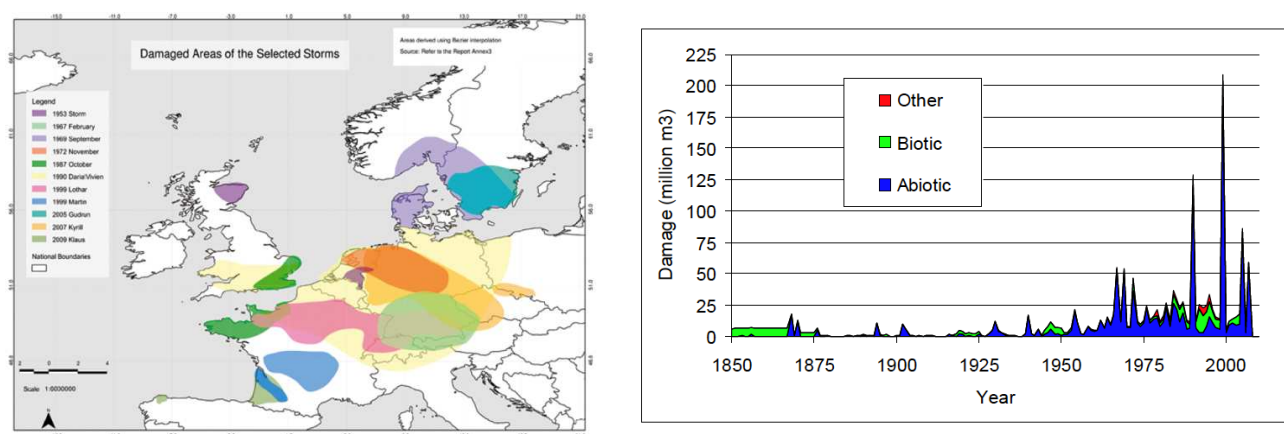 Damaged Areas of the Selected Storms
Areas derived using Bezier interpolation
Source: Refer to the Report Annex3
Legend
1953 Storm
1967 February
1969 September
1972 November
1987 October
1990 Daria/Vivien
1999 Lothar
1999 Martin
2005 Gudrun
2007 Kyrill
2009 Klaus
National Boundaries
Scale 1:6000000
N
Damage (million m3)
225
200
175
150
125
100
75
50
25
0
Other
Biotic
Abiotic
1850 1875 1900 1925 1950 1975 2000
Year